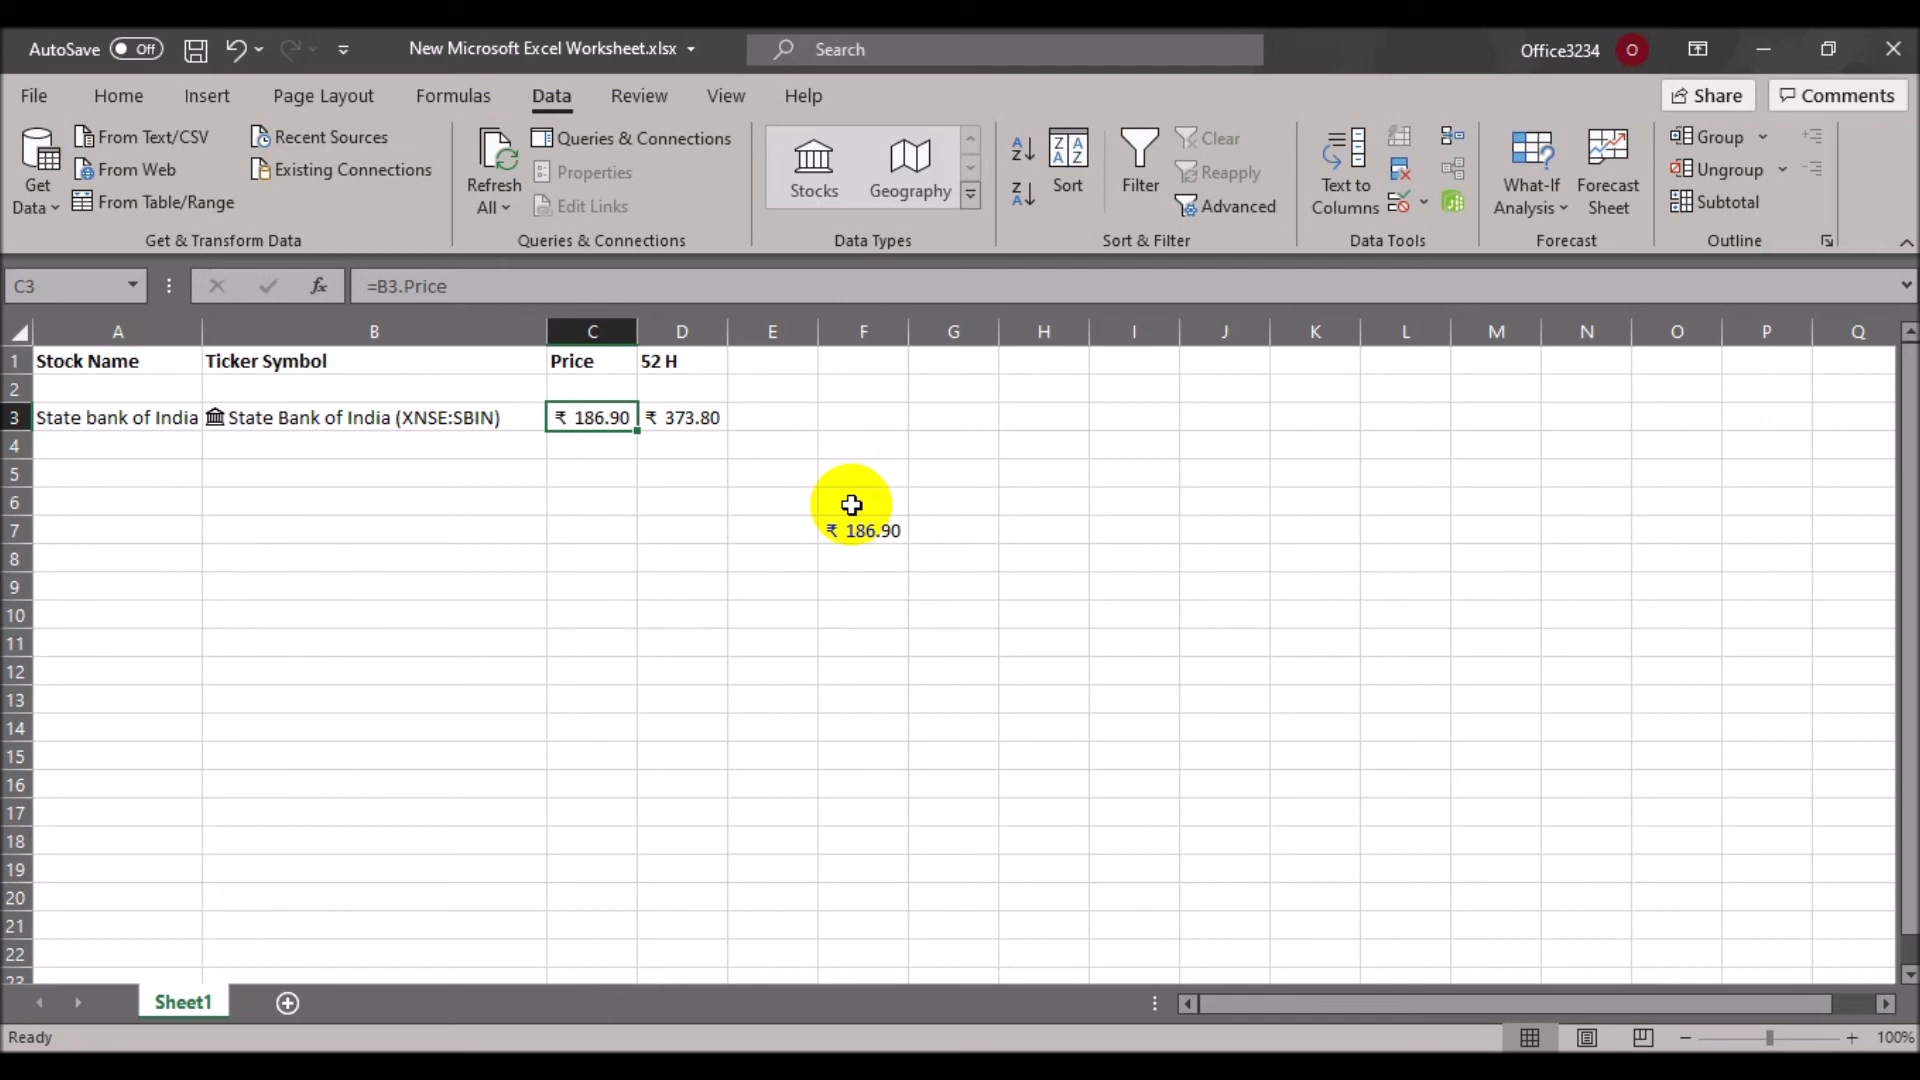 AutoSave Off New Microsoft Excel Worksheet.xlsx Search Office3234 O
File Home Insert Page Layout Formulas Data Review View Help Share Comments
Get Data
From Text/CSV
From Web
From Table/Range
Recent Sources
Existing Connections
Get & Transform Data
Refresh All
Queries & Connections
Properties
Edit Links
Queries & Connections
Stocks Geography
Data Types
Sort
Filter
Clear
Reapply
Advanced
Sort & Filter
Text to Columns
Data Tools
What-If Analysis
Forecast Sheet
Forecast
Group
Ungroup
Subtotal
Outline
C3 fx =B3.Price
A B C D E F G H I J K L M N O P Q
1 Stock Name Ticker Symbol Price 52 H
2
3 State bank of India State Bank of India (XNSE:SBIN) ₹ 186.90 ₹ 373.80
4
5
6
7 ₹ 186.90
8
9
10
11
12
13
14
15
16
17
18
19
20
21
22
23
Sheet1
Ready 100%